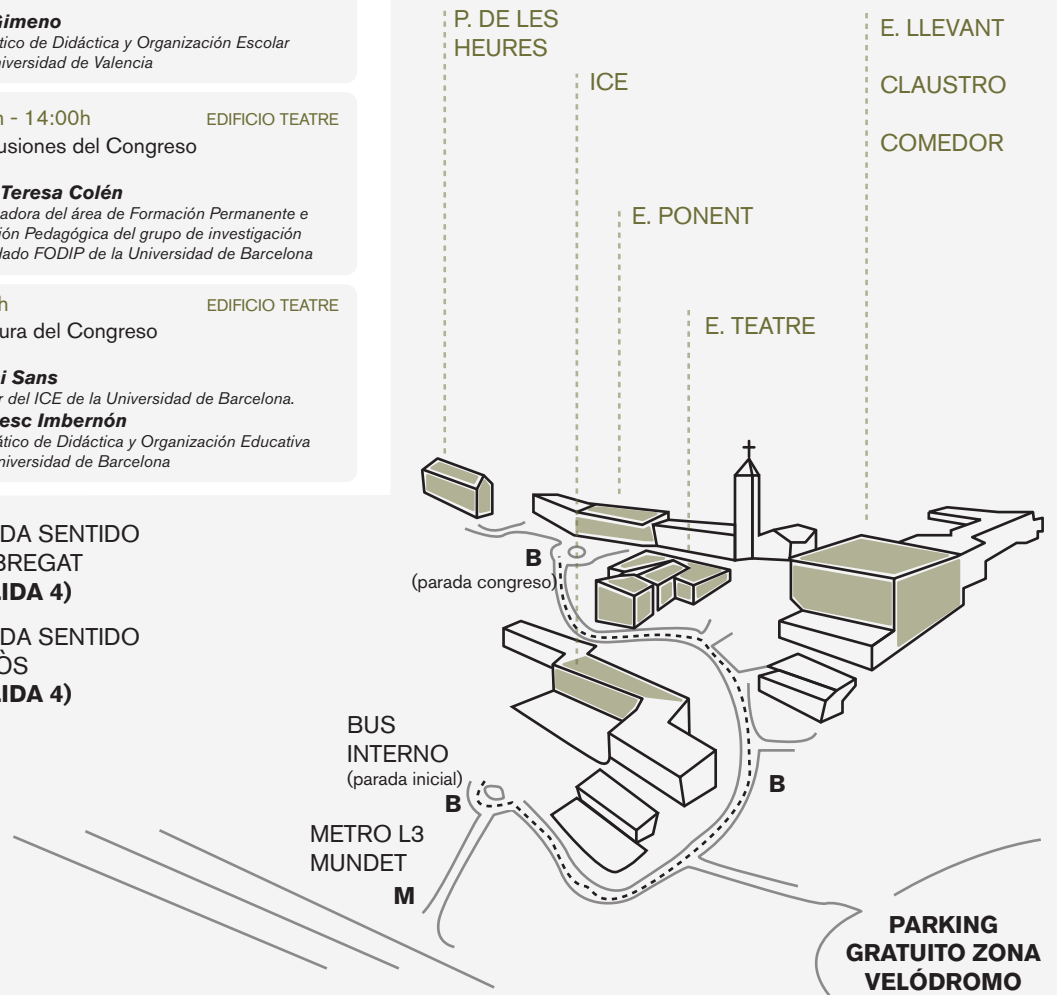 Gimeno
tico de Didáctica y Organización Escolar
niversidad de Valencia
h - 14:00h EDIFICIO TEATRE
usiones del Congreso
Teresa Colén
adora del área de Formación Permanente e
ión Pedagógica del grupo de investigación
dado FODIP de la Universidad de Barcelona
h EDIFICIO TEATRE
ura del Congreso
i Sans
r del ICE de la Universidad de Barcelona.
esc Imbernón
ático de Didáctica y Organización Educativa
niversidad de Barcelona
DA SENTIDO
BREGAT
IDA 4)
DA SENTIDO
ÒS
IDA 4)
P. DE LES
HEURES
ICE
E. PONENT
E. TEATRE
E. LLEVANT
CLAUSTRO
COMEDOR
B
(parada congreso)
BUS
INTERNO
(parada inicial)
B
B
METRO L3
MUNDET
M
PARKING
GRATUITO ZONA
VELÓDROMO